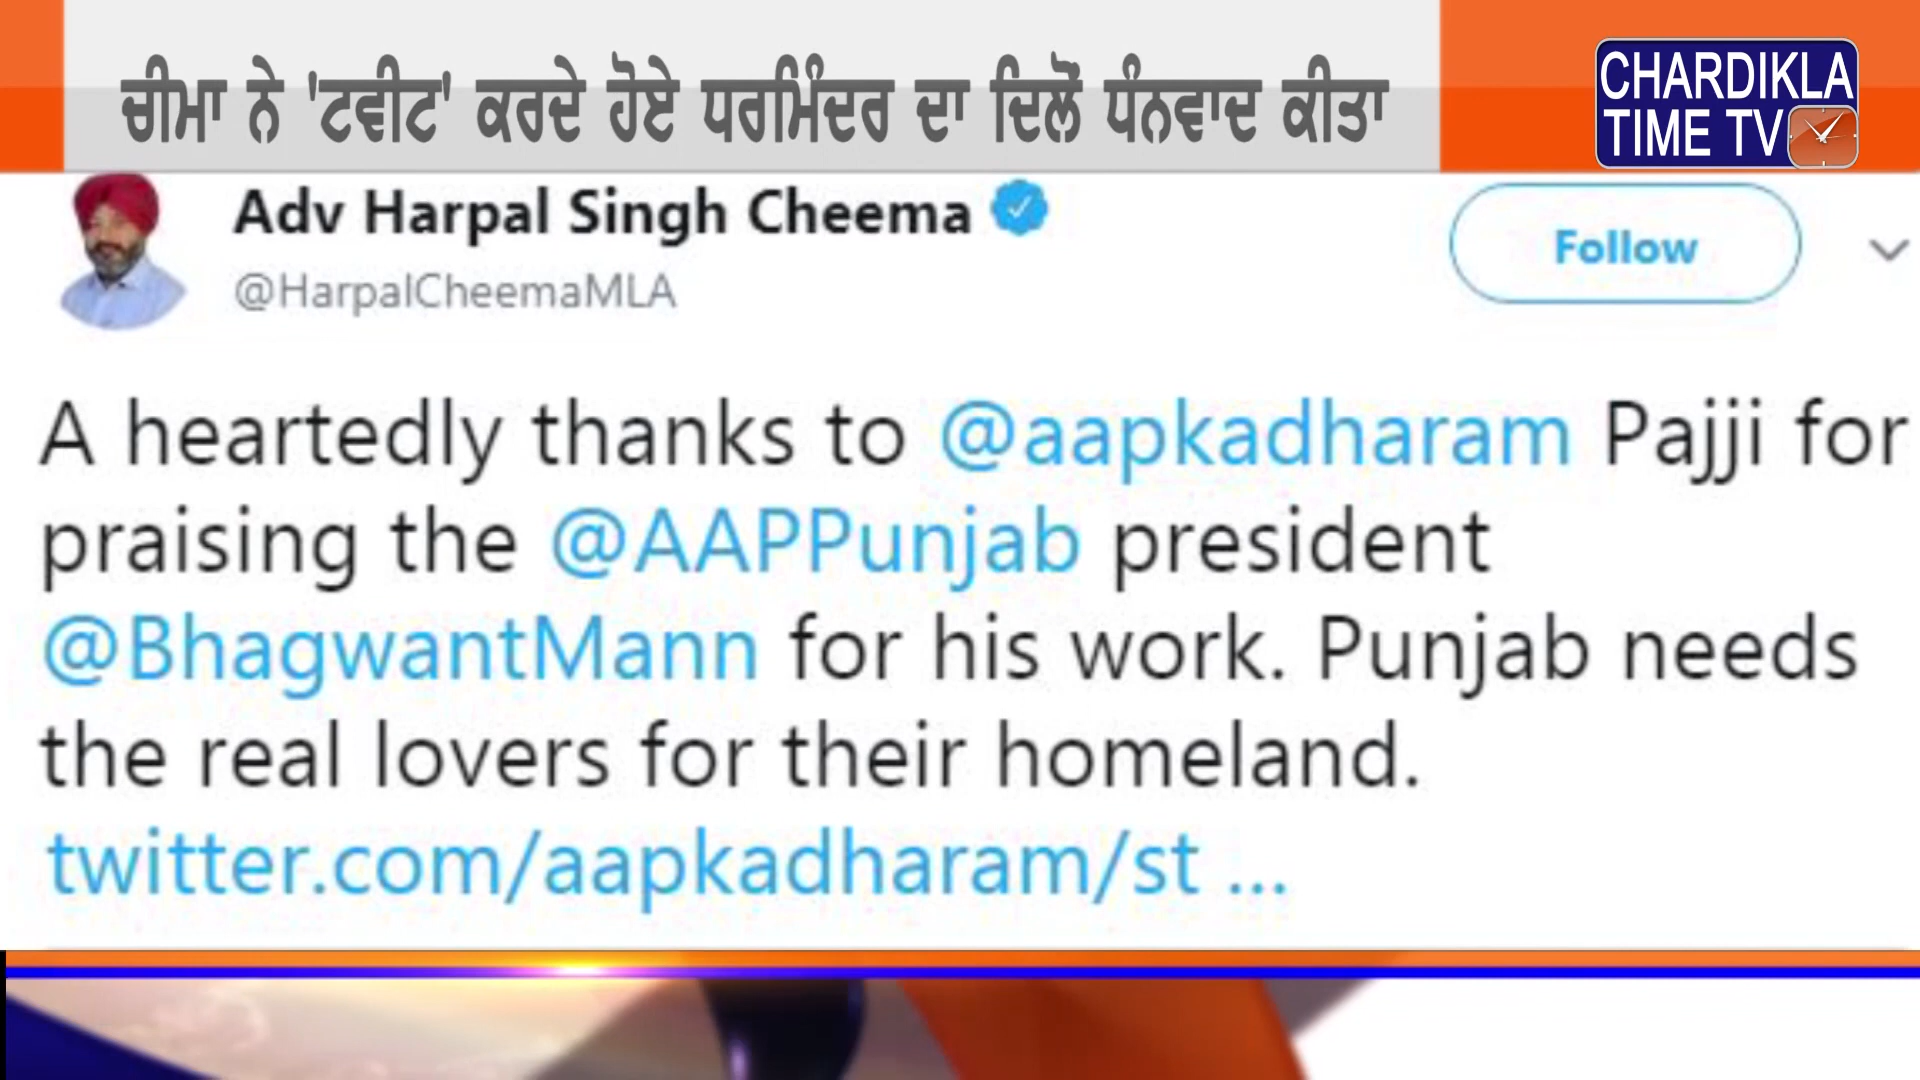 ਚੀਮਾ ਨੇ 'ਟਵੀਟ' ਕਰਦੇ ਹੋਏ ਧਰਮਿੰਦਰ ਦਾ ਦਿਲੋਂ ਧੰਨਵਾਦ ਕੀਤਾ
CHARDIKLA
TIME TV
Adv Harpal Singh Cheema
@HarpalCheemaMLA
Follow
A heartedly thanks to @aapkadharam Pajji for
praising the @AAPPunjab president
@BhagwantMann for his work. Punjab needs
the real lovers for their homeland.
twitter.com/aapkadharam/st ...